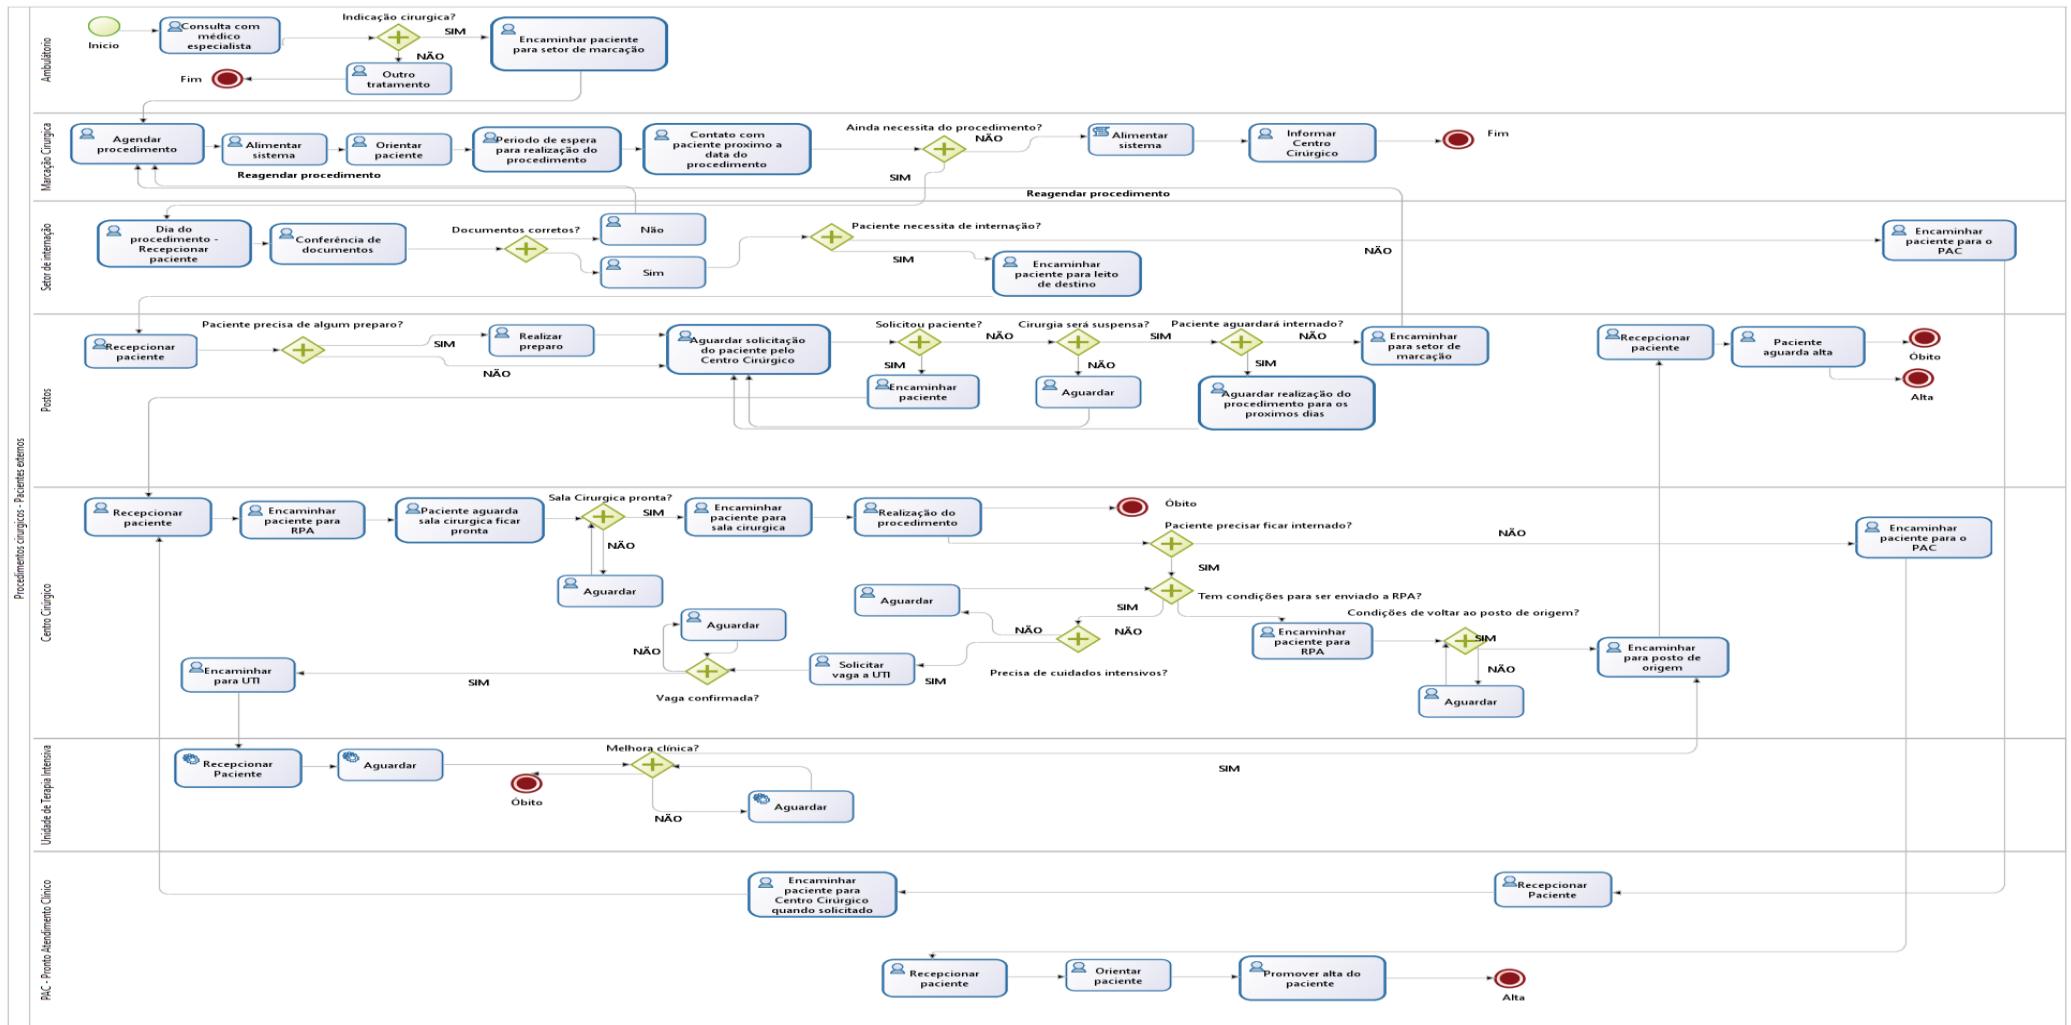 Procedimentos cirurgicos - Pacientes externos
Ambulátorio
Inicio
Consulta com
médico
especialista
Indicação cirurgica?
SIM
NÃO
Encaminhar paciente
para setor de marcação
Outro
tratamento
Fim
Marcação Cirurgica
Agendar
procedimento
Alimentar
sistema
Orientar
paciente
Periodo de espera
para realização do
procedimento
Contato com
paciente proximo a
data do
procedimento
Ainda necessita do procedimento?
NÃO
SIM
Alimentar
sistema
Informar
Centro
Cirúrgico
Fim
Reagendar procedimento
Reagendar procedimento
Setor de internação
Dia do
procedimento -
Recepcionar
paciente
Conferência de
documentos
Documentos corretos?
Não
Sim
Paciente necessita de internação?
SIM
NÃO
Encaminhar
paciente para leito
de destino
Encaminhar
paciente para o
PAC
Postos
Recepcionar
paciente
Paciente precisa de algum preparo?
SIM
NÃO
Realizar
preparo
Aguardar solicitação
do paciente pelo
Centro Cirúrgico
Solicitou paciente?
NÃO
SIM
Encaminhar
paciente
Cirurgia será suspensa?
SIM
NÃO
Aguardar
Paciente aguardará internado?
NÃO
SIM
Aguardar realização do
procedimento para os
proximos dias
Encaminhar
para setor de
marcação
Recepcionar
paciente
Paciente
aguarda alta
Óbito
Alta
Centro Cirúrgico
Recepcionar
paciente
Encaminhar
paciente para
RPA
Paciente aguarda
sala cirurgica ficar
pronta
Sala Cirurgica pronta?
SIM
NÃO
Aguardar
Encaminhar
paciente para
sala cirurgica
Realização do
procedimento
Óbito
Paciente precisar ficar internado?
NÃO
SIM
Encaminhar
paciente para o
PAC
Tem condições para ser enviado a RPA?
SIM
NÃO
Aguardar
NÃO
Precisa de cuidados intensivos?
SIM
Solicitar
vaga a UTI
Vaga confirmada?
NÃO
Aguardar
SIM
Encaminhar
para UTI
Encaminhar
paciente para
RPA
Condições de voltar ao posto de origem?
SIM
NÃO
Aguardar
Encaminhar
para posto de
origem
Unidade de Terapia Intensiva
Recepcionar
Paciente
Aguardar
Melhora clínica?
Óbito
NÃO
Aguardar
SIM
PAC - Pronto Atendimento Clínico
Encaminhar
paciente para
Centro Cirúrgico
quando solicitado
Recepcionar
Paciente
Recepcionar
paciente
Orientar
paciente
Promover alta do
paciente
Alta